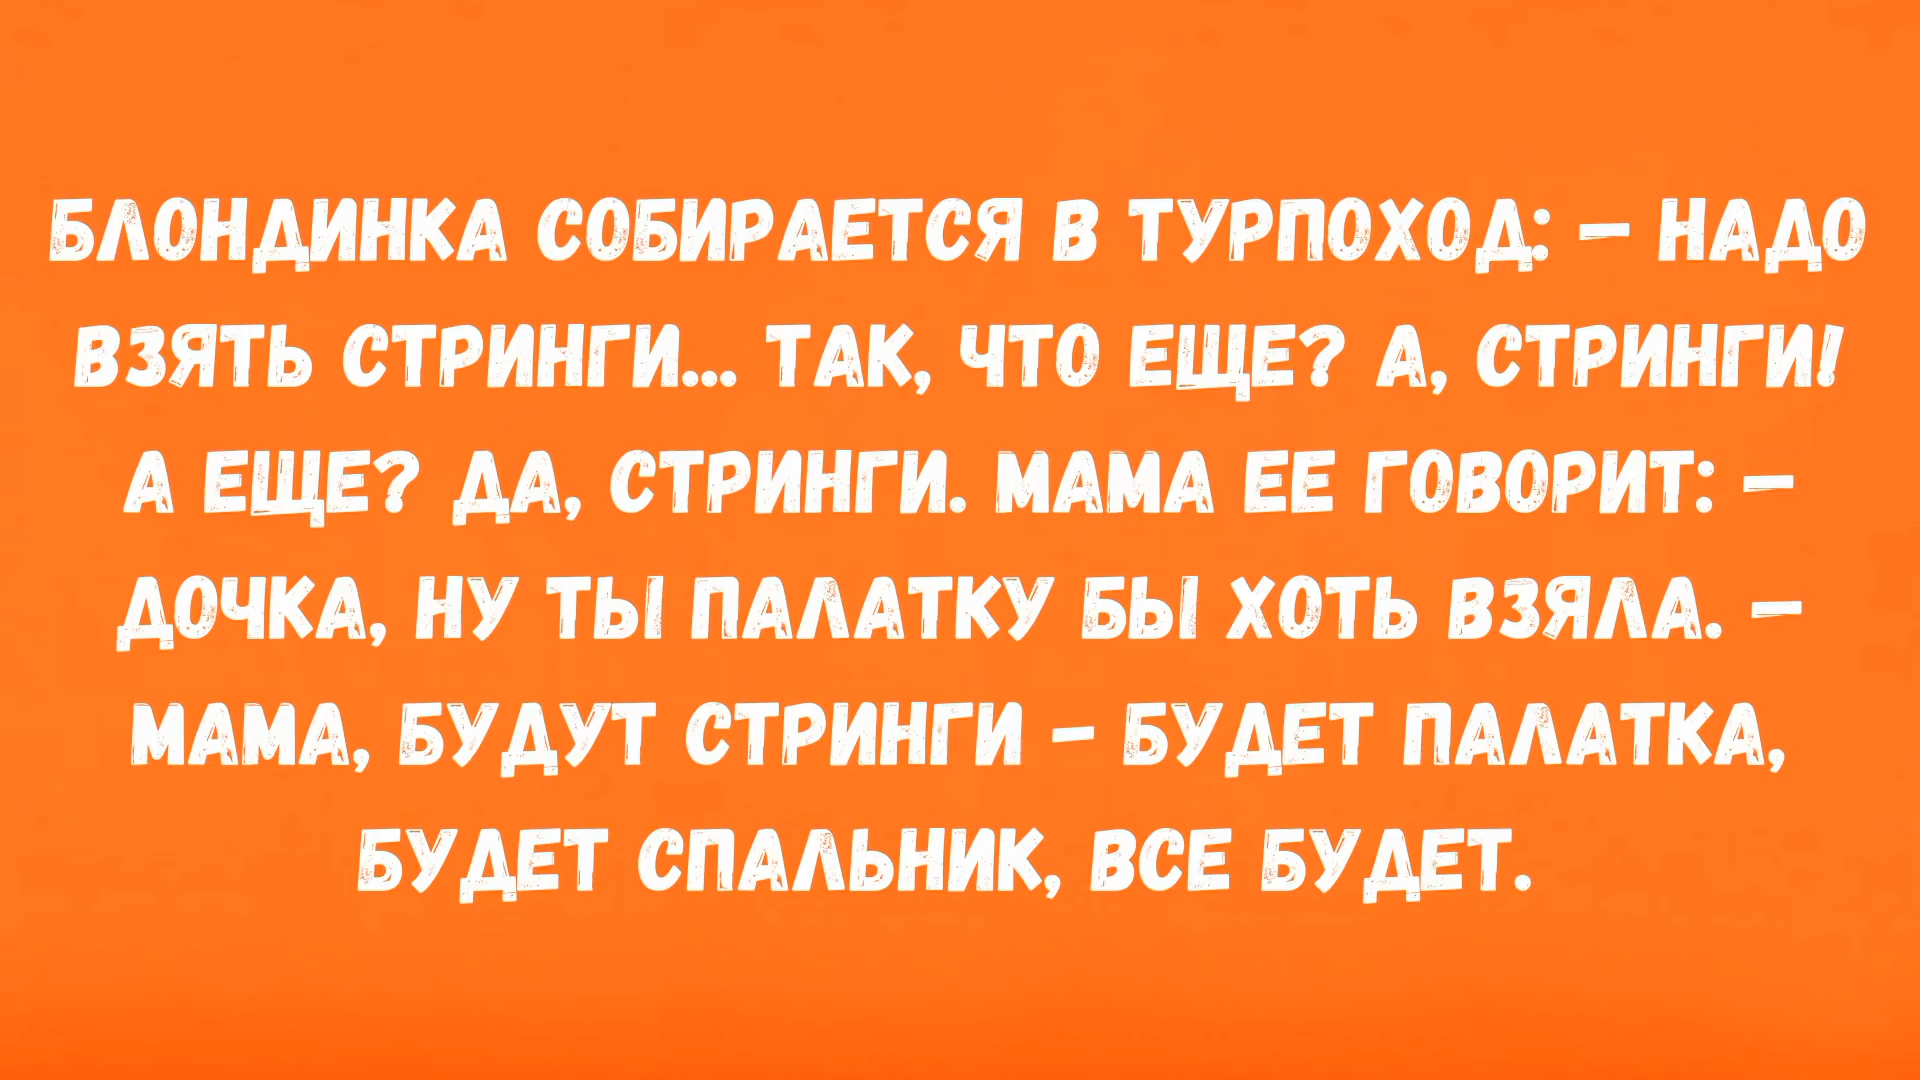 БЛОНДИНКА СОБИРАЕТСЯ В ТУРПОХОД: – НАДО
ВЗЯТЬ СТРИНГИ... ТАК, ЧТО ЕЩЕ? А, СТРИНГИ!
А ЕЩЕ? ДА, СТРИНГИ. МАМА ЕЕ ГОВОРИТ: –
ДОЧКА, НУ ТЫ ПАЛАТКУ БЫ ХОТЬ ВЗЯЛА. –
МАМА, БУДУТ СТРИНГИ – БУДЕТ ПАЛАТКА,
БУДЕТ СПАЛЬНИК, ВСЕ БУДЕТ.